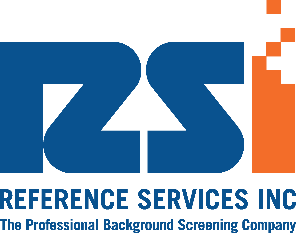 RSI
REFERENCE SERVICES INC
The Professional Background Screening Company